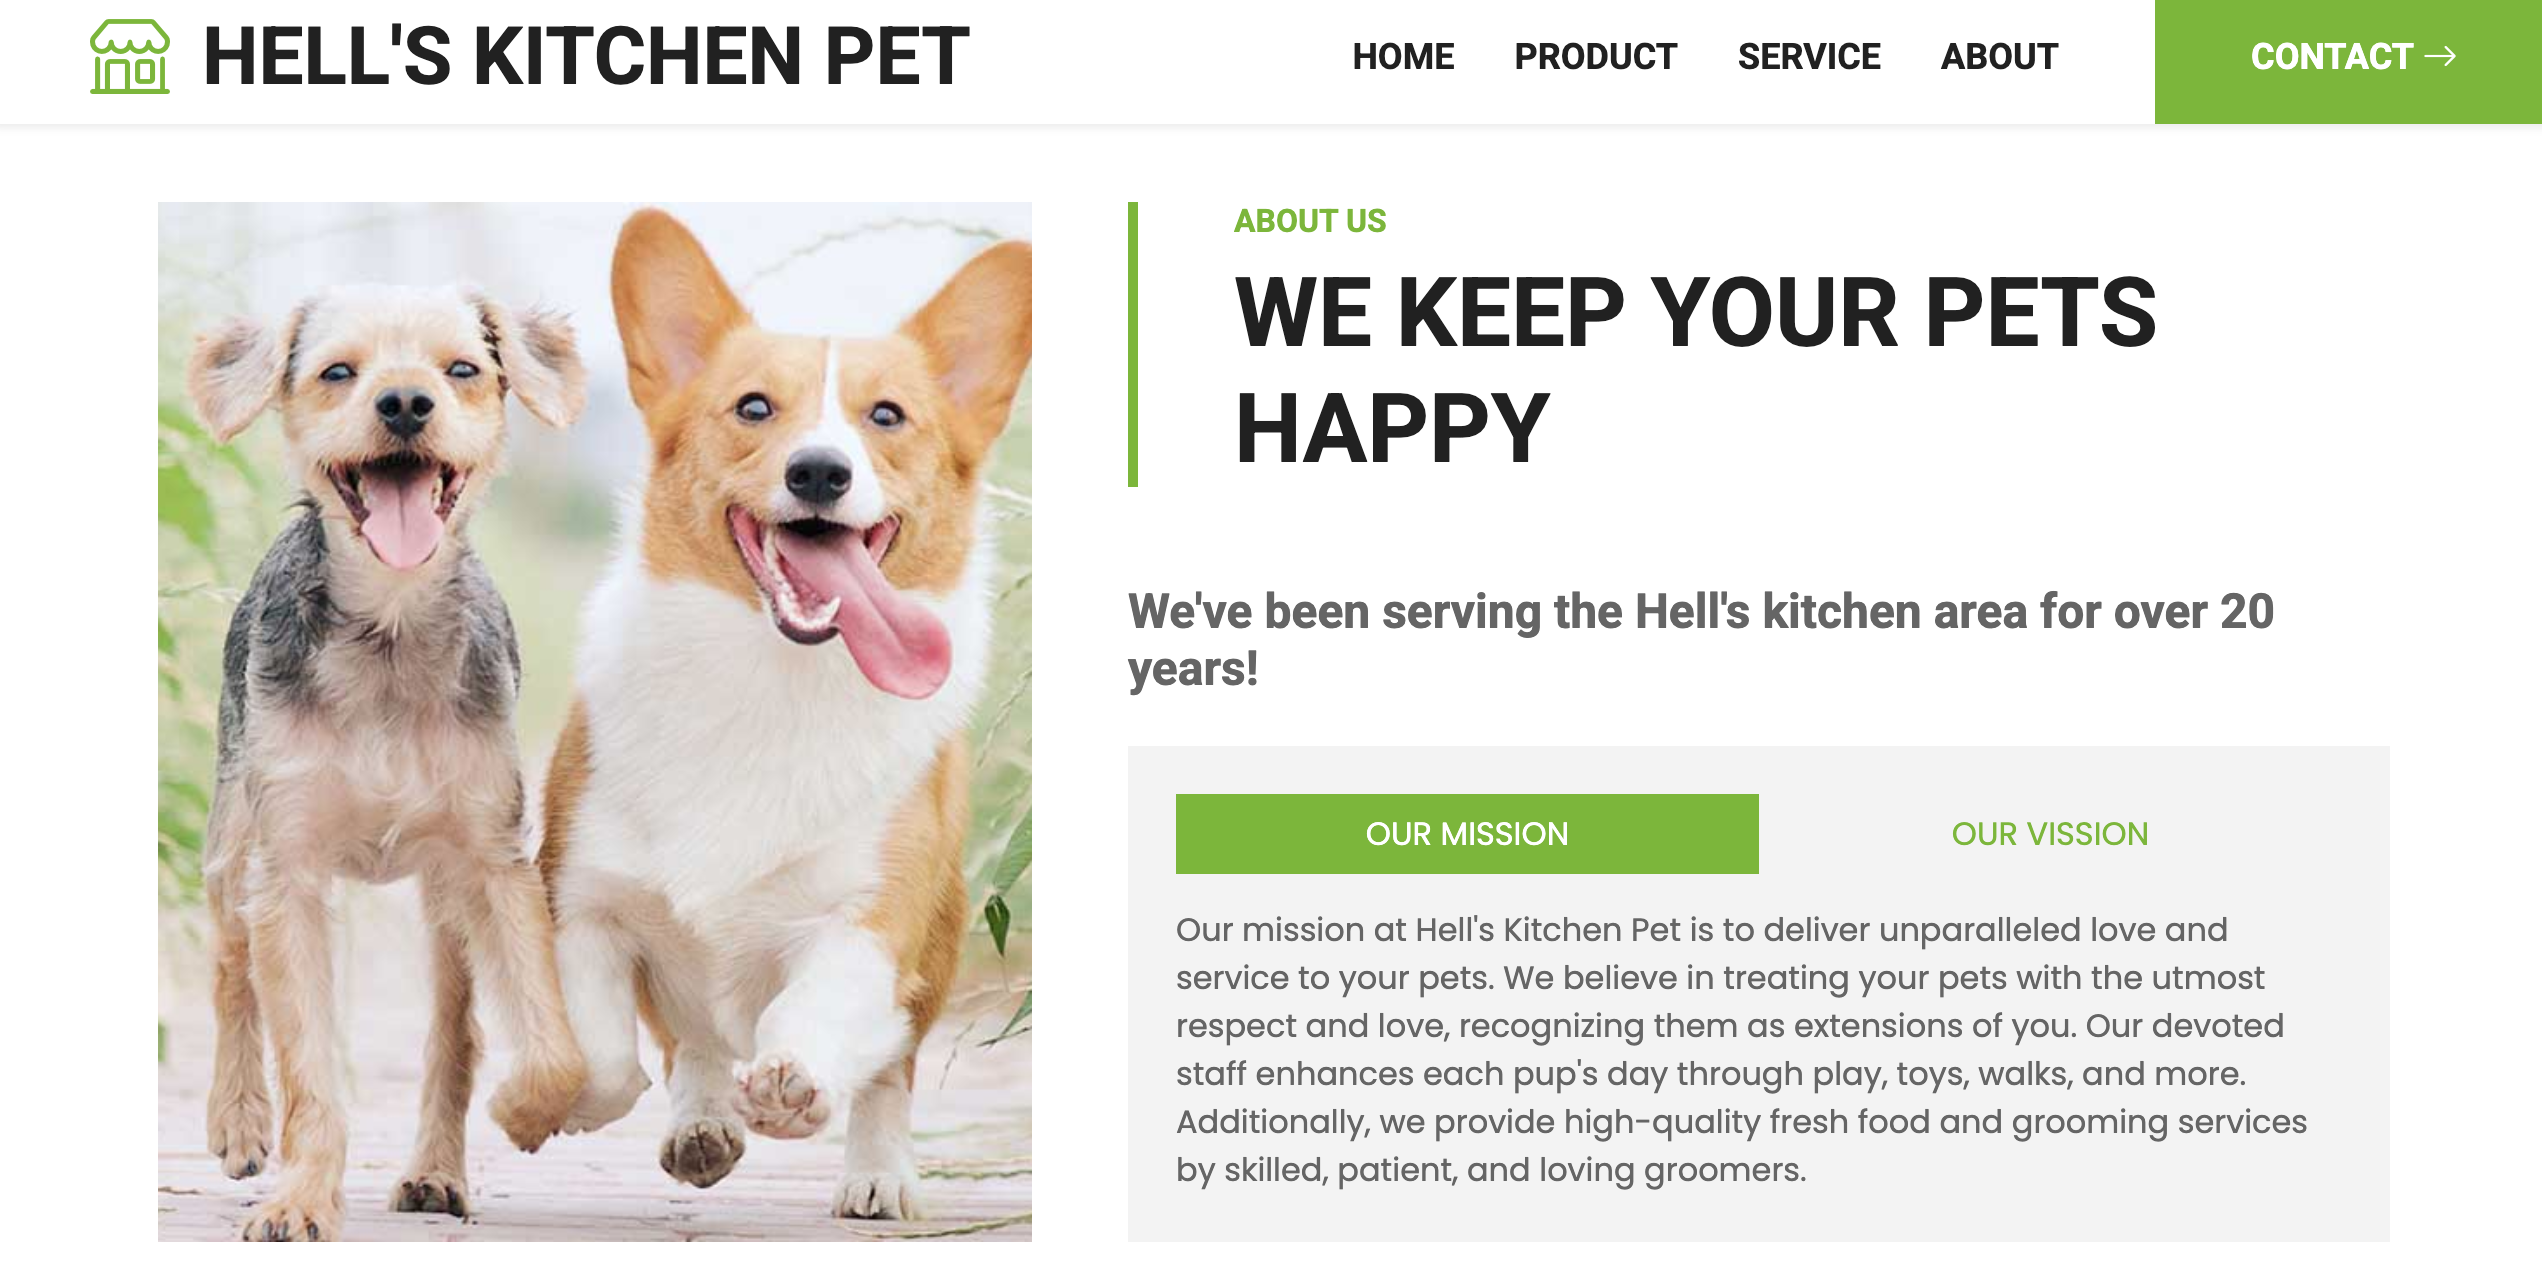 HELL'S KITCHEN PET
HOME PRODUCT SERVICE ABOUT CONTACT →
ABOUT US
WE KEEP YOUR PETS
HAPPY
We've been serving the Hell's kitchen area for over 20
years!
OUR MISSION OUR VISSION
Our mission at Hell's Kitchen Pet is to deliver unparalleled love and
service to your pets. We believe in treating your pets with the utmost
respect and love, recognizing them as extensions of you. Our devoted
staff enhances each pup's day through play, toys, walks, and more.
Additionally, we provide high-quality fresh food and grooming services
by skilled, patient, and loving groomers.